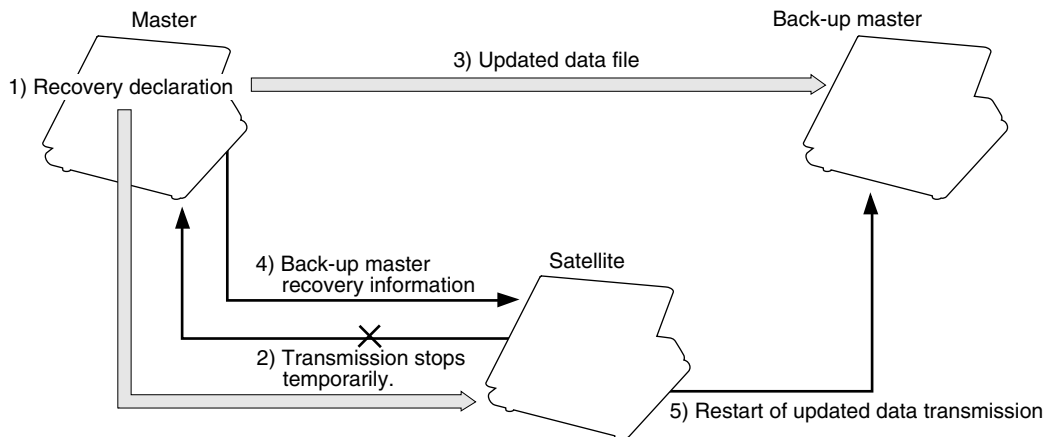 Master
Back-up master
1) Recovery declaration
3) Updated data file
4) Back-up master
recovery information
Satellite
2) Transmission stops
temporarily.
5) Restart of updated data transmission